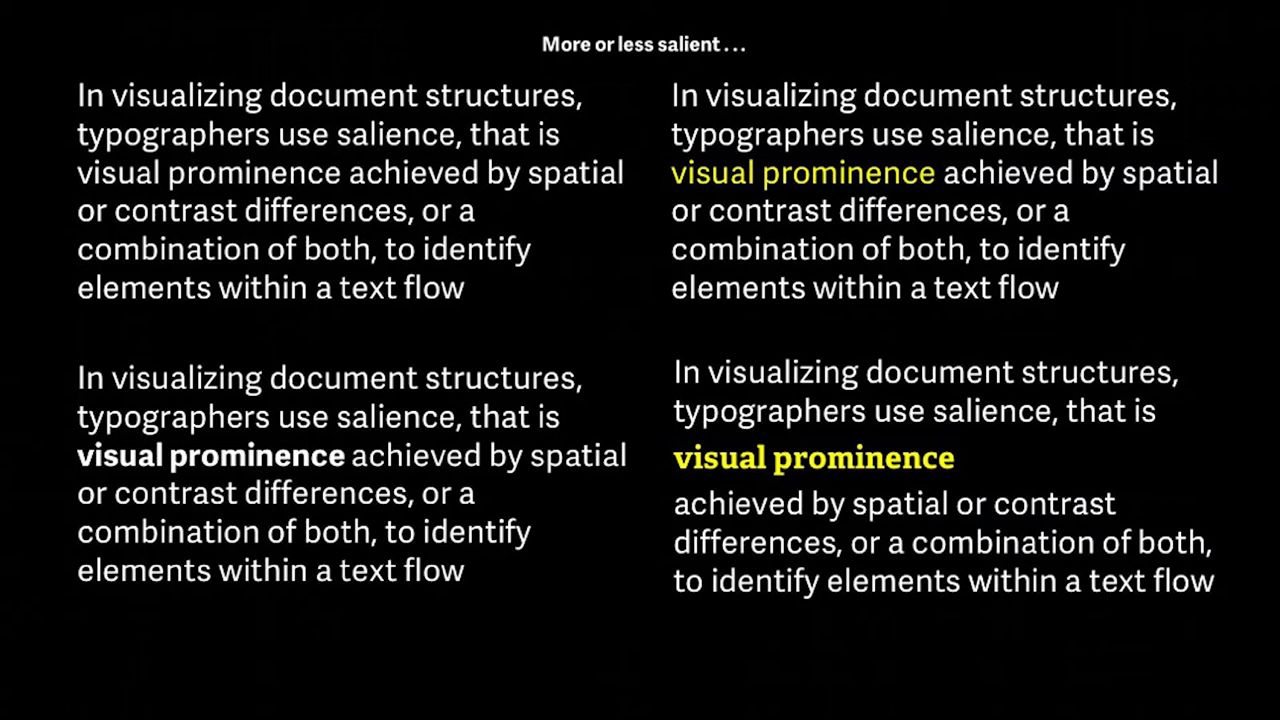 More or less salient . . .
In visualizing document structures,
typographers use salience, that is
visual prominence achieved by spatial
or contrast differences, or a
combination of both, to identify
elements within a text flow
In visualizing document structures,
typographers use salience, that is
visual prominence achieved by spatial
or contrast differences, or a
combination of both, to identify
elements within a text flow
In visualizing document structures,
typographers use salience, that is
visual prominence achieved by spatial
or contrast differences, or a
combination of both, to identify
elements within a text flow
In visualizing document structures,
typographers use salience, that is
visual prominence
achieved by spatial or contrast
differences, or a combination of both,
to identify elements within a text flow